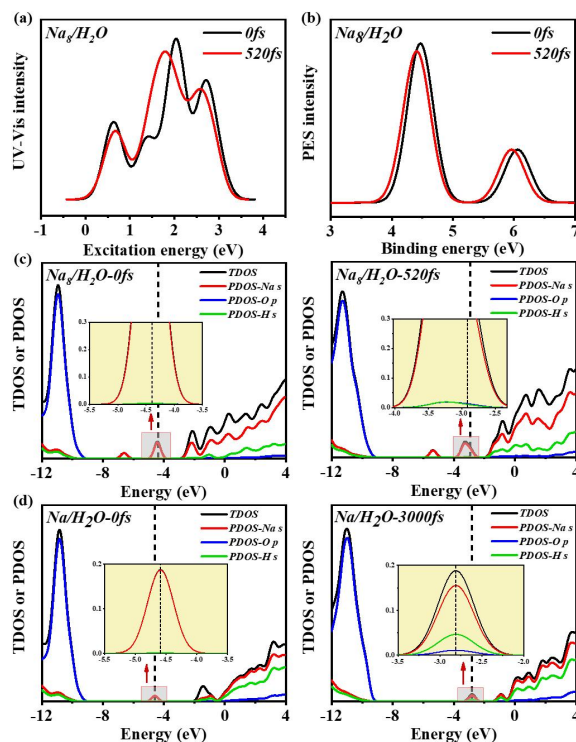 (a)
Na8/H2O
0fs
520fs
UV-Vis intensity
-1 0 1 2 3 4 5
Excitation energy (eV)
(b)
Na8/H2O
0fs
520fs
PES intensity
3 4 5 6 7
Binding energy (eV)
(c)
Na8/H2O-0fs
TDOS
PDOS-Na s
PDOS-O p
PDOS-H s
TDOS or PDOS
0.3
0.2
0.1
0.0
-5.5 -5.0 -4.5 -4.0 -3.5
-12 -8 -4 0 4
Energy (eV)
Na8/H2O-520fs
TDOS
PDOS-Na s
PDOS-O p
PDOS-H s
TDOS or PDOS
0.3
0.2
0.1
0.0
-4.0 -3.5 -3.0 -2.5
-12 -8 -4 0 4
Energy (eV)
(d)
Na/H2O-0fs
TDOS
PDOS-Na s
PDOS-O p
PDOS-H s
TDOS or PDOS
0.2
0.1
0.0
-5.5 -5.0 -4.5 -4.0 -3.5
-12 -8 -4 0 4
Energy (eV)
Na/H2O-3000fs
TDOS
PDOS-Na s
PDOS-O p
PDOS-H s
TDOS or PDOS
0.2
0.1
0.0
-3.5 -3.0 -2.5 -2.0
-12 -8 -4 0 4
Energy (eV)